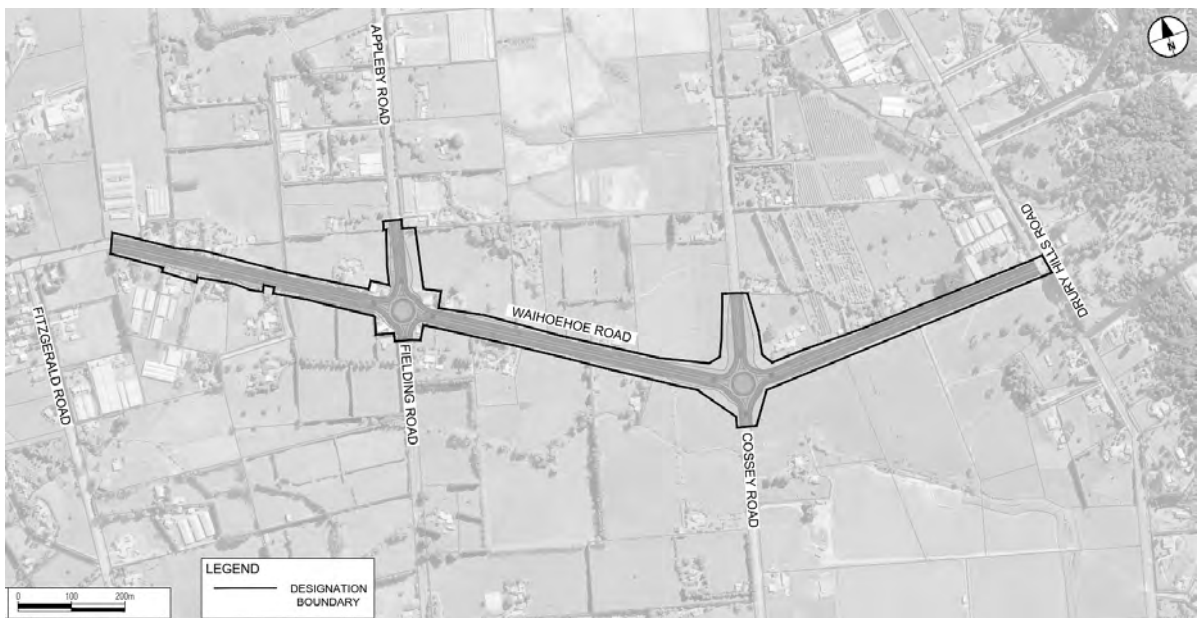 APPLEBY ROAD
N
DRURY HILLS ROAD
WAIHOEHOE ROAD
FITZGERALD ROAD
FIELDING ROAD
COSSEY ROAD
LEGEND
DESIGNATION
BOUNDARY
0 100 200m